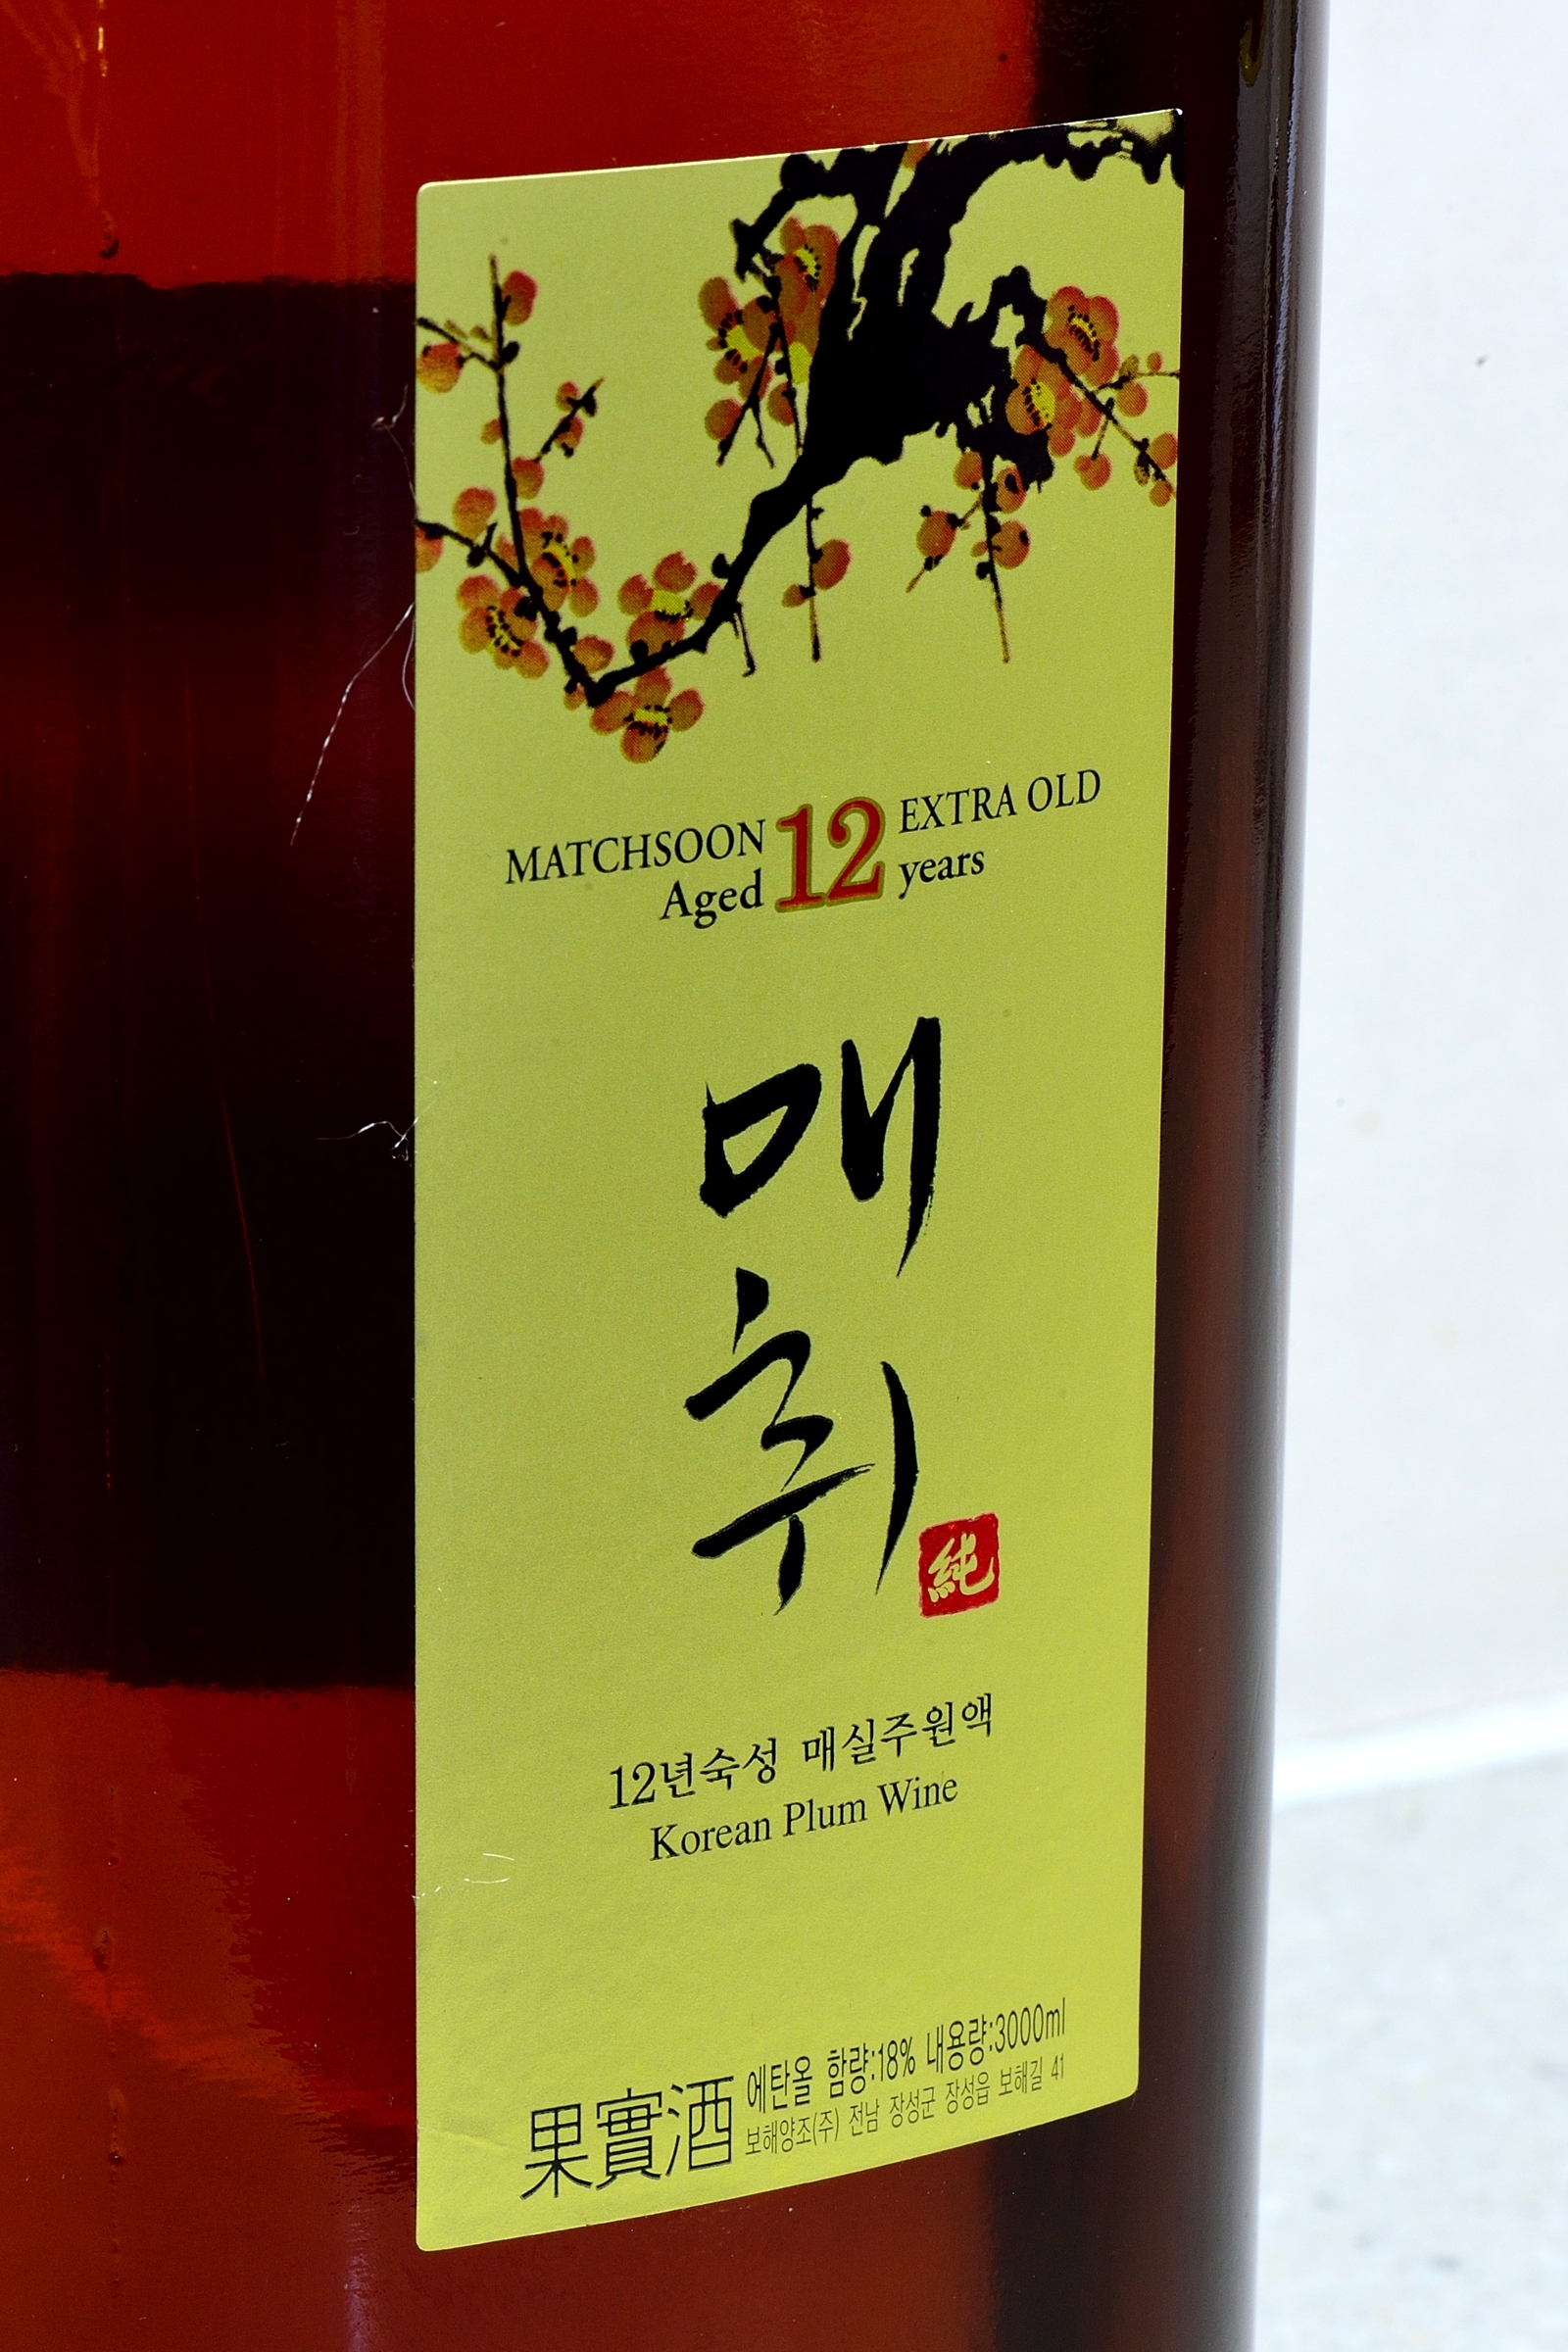 MATCHSOON 12 EXTRA OLD
Aged years
매
취
純
12년숙성 매실주원액
Korean Plum Wine
果實酒 에탄올 함량:18% 내용량:3000ml
보해양조(주) 전남 장성군 장성읍 보해길 41